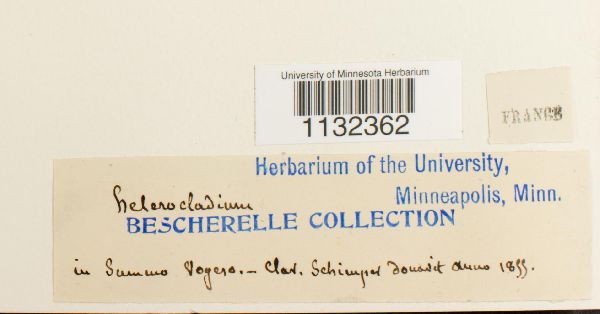 University of Minnesota Herbarium
1132362
FRANCE
Herbarium of the University,
Minneapolis, Minn.
heterocladium
BESCHERELLE COLLECTION
in Summo Vogeso. – Clar. Schimper donavit anno 1855.